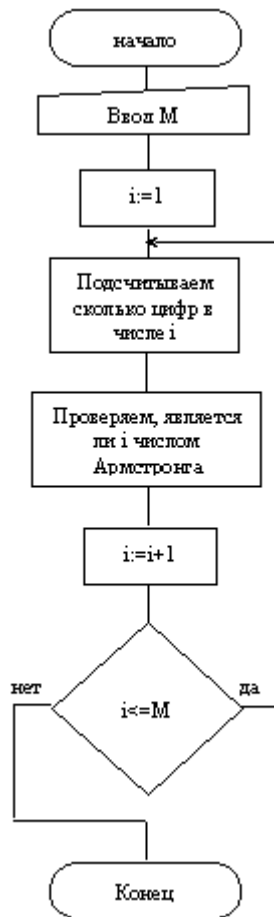 начало
Ввод M
i:=1
Подсчитываем
сколько цифр в
числе i
Проверяем, является
ли i числом
Армстронга
i:=i+1
нет
да
i<=M
Конец